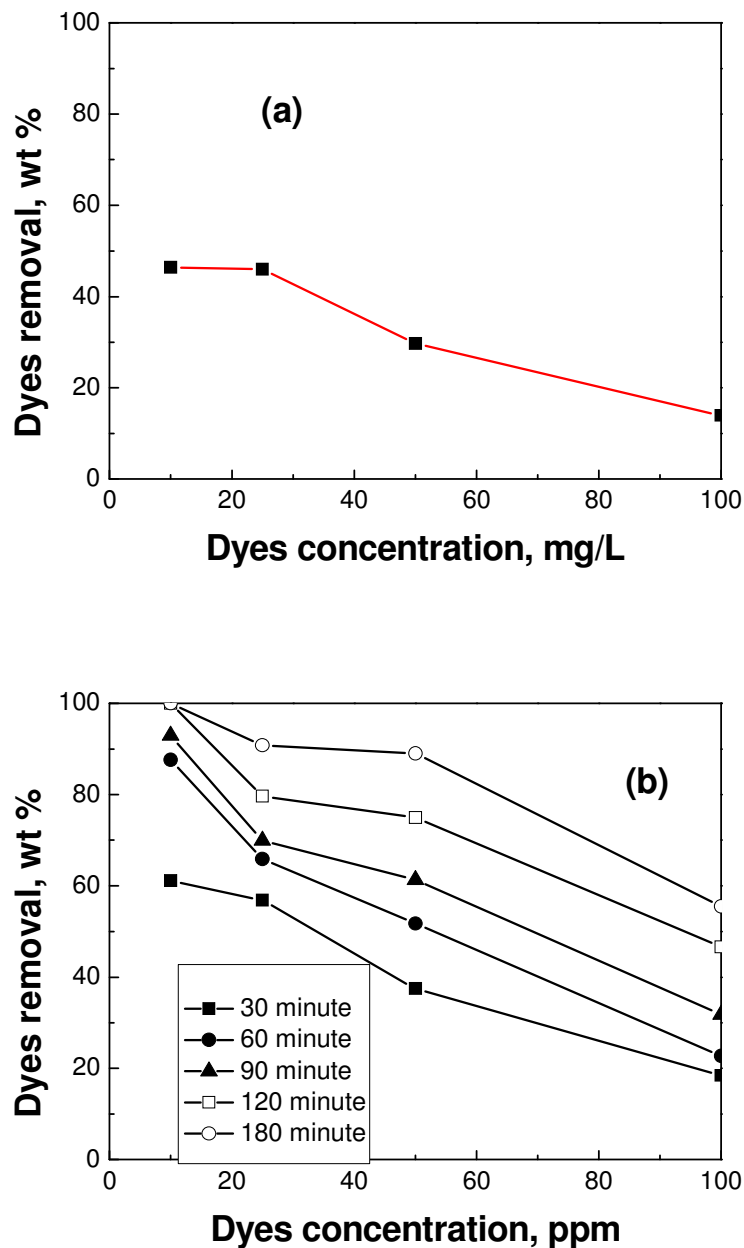 100
(a)
80
60
40
20
0
0 20 40 60 80 100
Dyes removal, wt %
Dyes concentration, mg/L
100
(b)
80
60
40
20
0
30 minute
60 minute
90 minute
120 minute
180 minute
0 20 40 60 80 100
Dyes removal, wt %
Dyes concentration, ppm